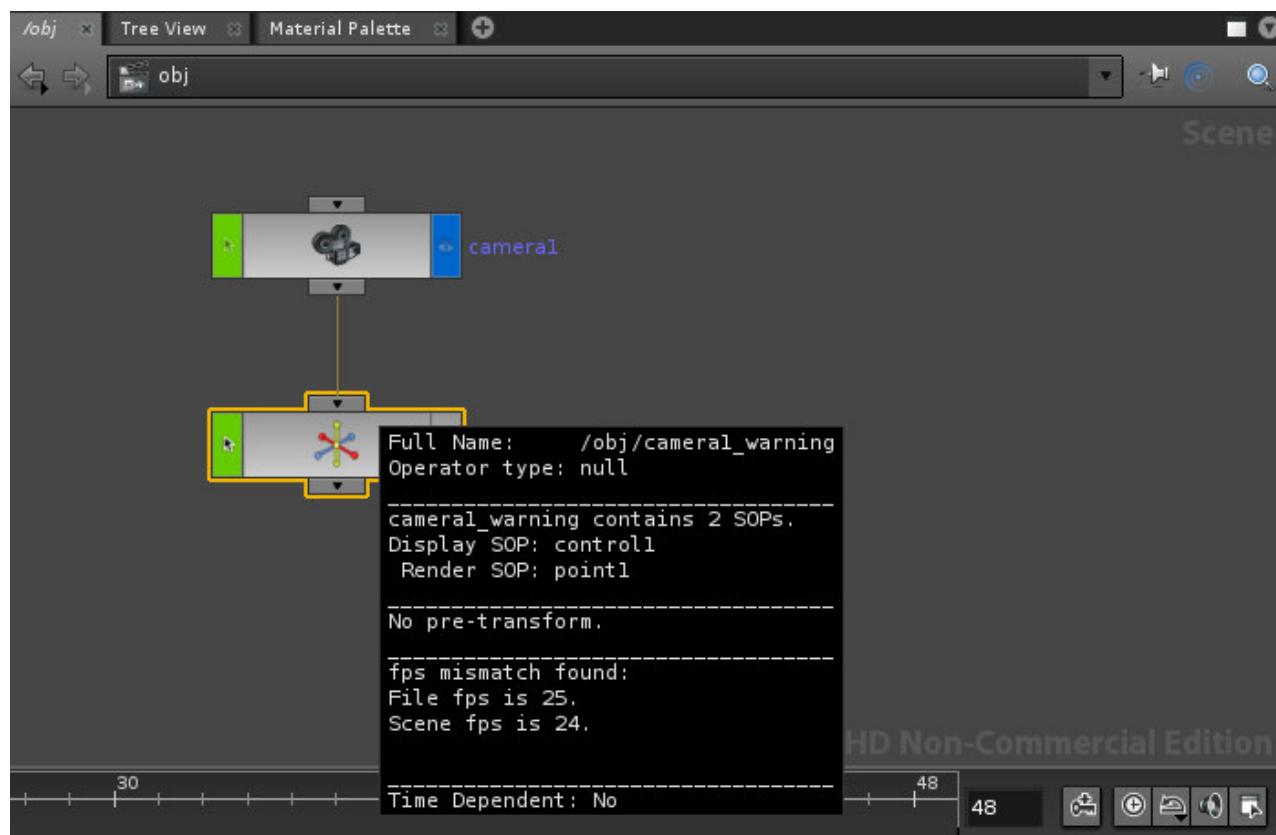 /obj Tree View Material Palette
obj
Scene
camera1
Full Name: /obj/camera1_warning
Operator type: null
camera1_warning contains 2 SOPs.
Display SOP: control1
Render SOP: point1
No pre-transform.
fps mismatch found:
File fps is 25.
Scene fps is 24.
HD Non-Commercial Edition
Time Dependent: No
30 48
48